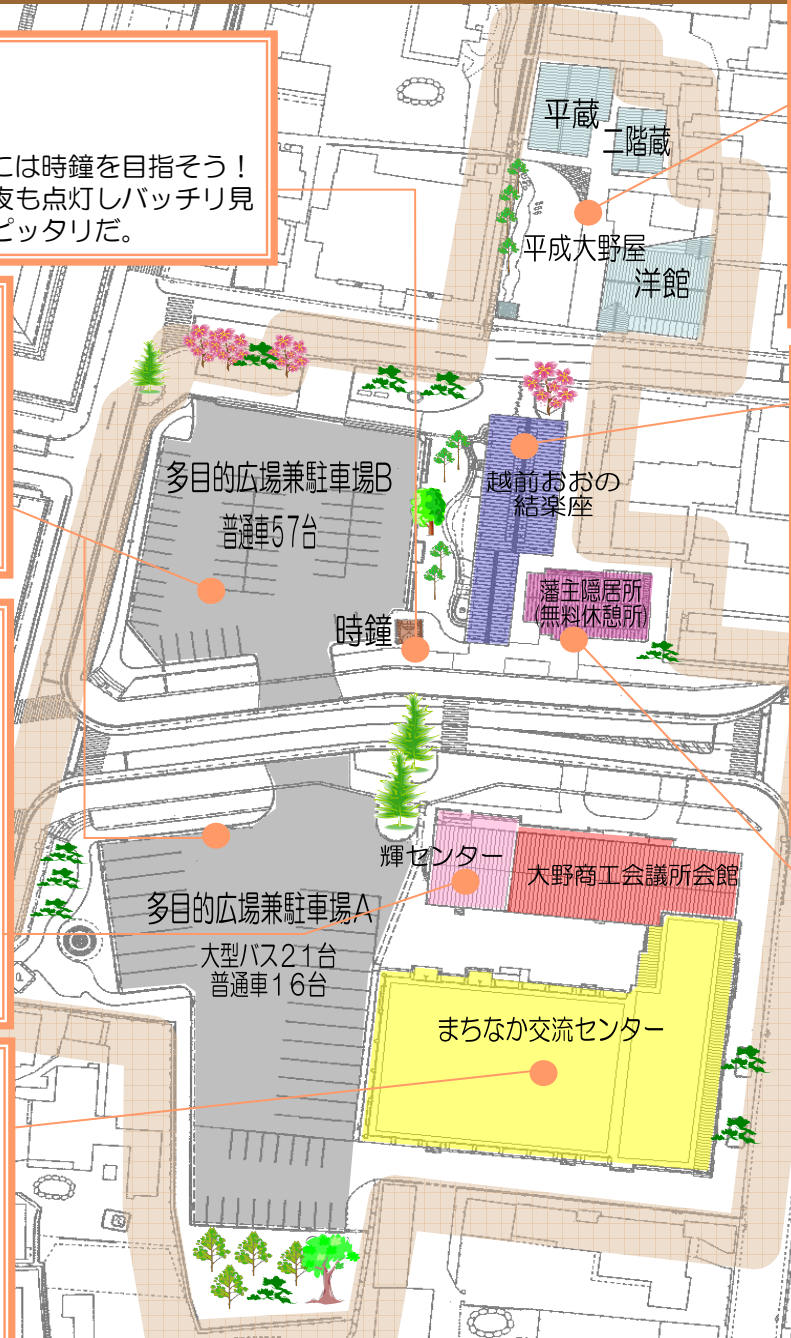 には時鐘を目指そう！
夜も点灯しバッチリ見
ピッタリだ。
平蔵
二階蔵
平成大野屋
洋館
多目的広場兼駐車場B
普通車57台
越前おおの
結楽座
藩主隠居所
(無料休憩所)
時鐘
輝センター
大野商工会議所会館
多目的広場兼駐車場A
大型バス21台
普通車16台
まちなか交流センター